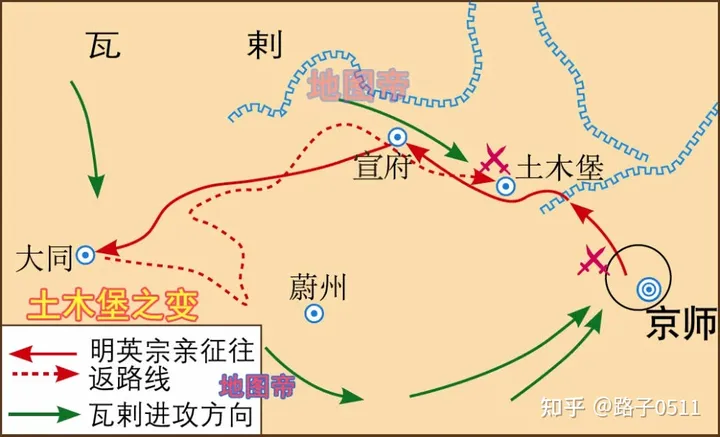 瓦 剌
地图帝
宣府
土木堡
大同
蔚州
京师
土木堡之变
明英宗亲征往
返路线
瓦剌进攻方向
地图帝
知乎 @路子0511